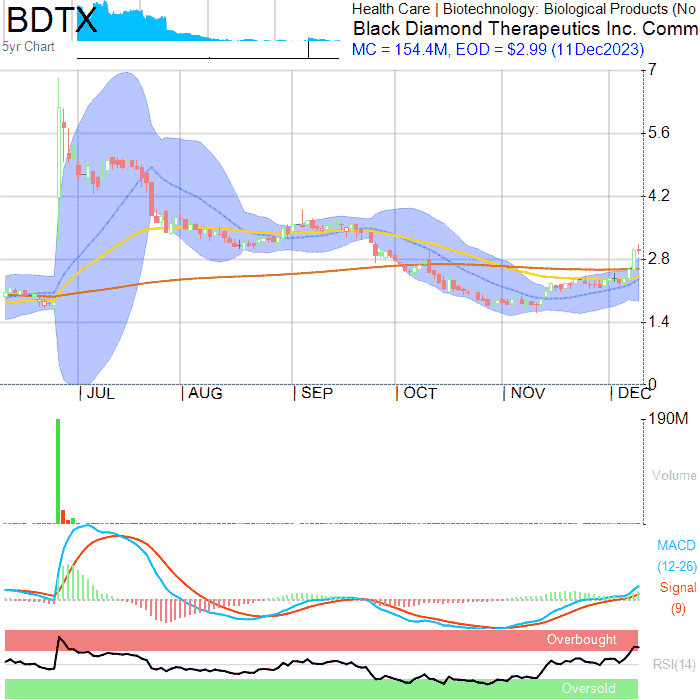 BDTX
5yr Chart
Health Care | Biotechnology: Biological Products (No
Black Diamond Therapeutics Inc. Comm
MC = 154.4M, EOD = $2.99 (11Dec2023)
7
5.6
4.2
2.8
1.4
0
JUL AUG SEP OCT NOV DEC
190M
Volume
MACD
(12-26)
Signal
(9)
Overbought
RSI(14)
Oversold